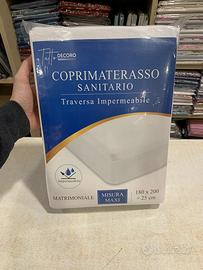 DECORO
COPRIMATERASSO
SANITARIO
Traversa Impermeabile
MATRIMONIALE
MISURA
MAXI
180 x 200
+ 25 cm